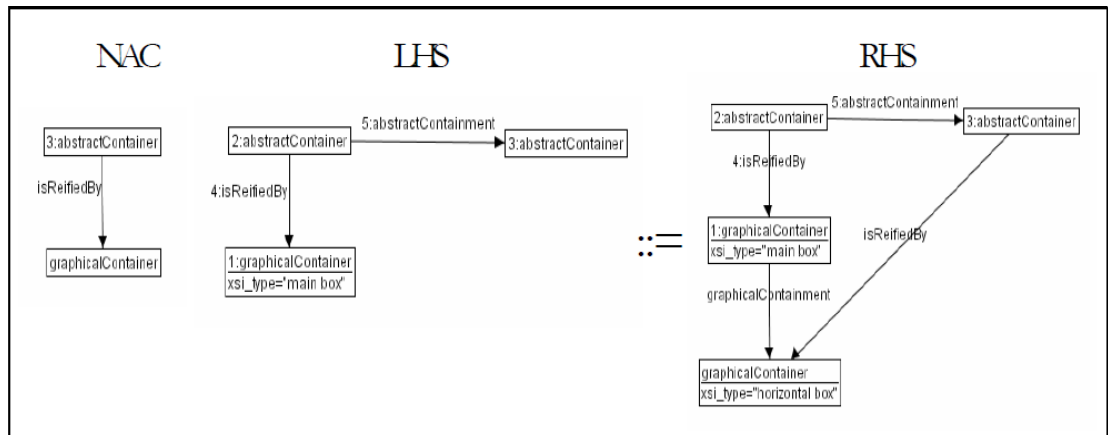 NAC
LHS
RHS
3:abstractContainer
isReifiedBy
graphicalContainer
5:abstractContainment
2:abstractContainer
3:abstractContainer
4:isReifiedBy
1:graphicalContainer
xsi_type="main box"
::=
5:abstractContainment
2:abstractContainer
3:abstractContainer
4:isReifiedBy
isReifiedBy
1:graphicalContainer
xsi_type="main box"
graphicalContainment
graphicalContainer
xsi_type="horizontal box"